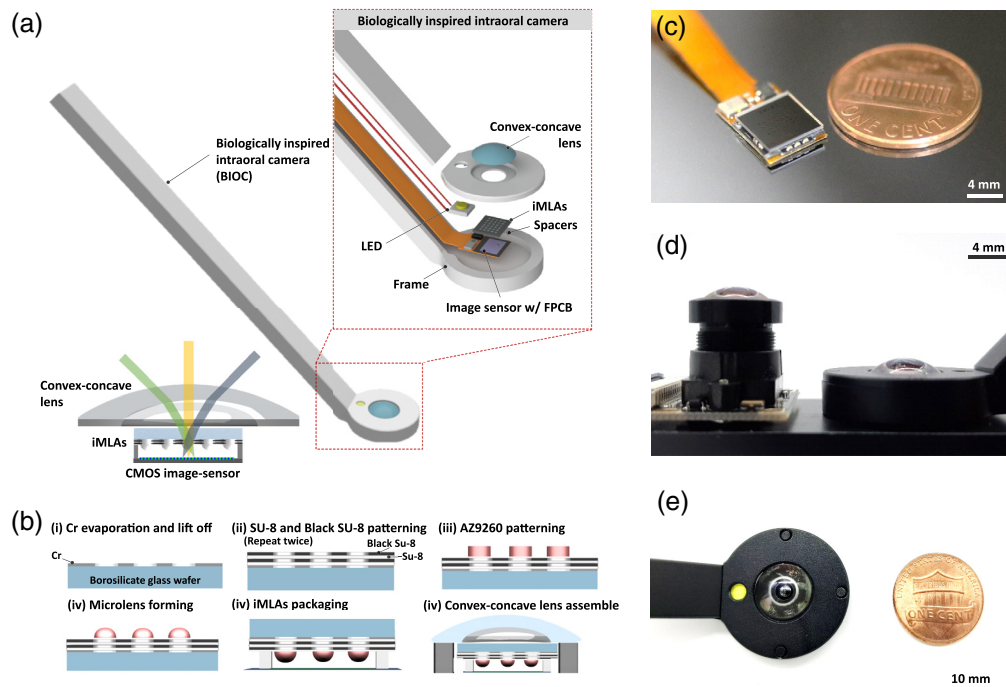 (a)
Biologically inspired intraoral camera
Biologically inspired
intraoral camera
(BIOC)
Convex-concave
lens
iMLAs
Spacers
LED
Frame
Image sensor w/ FPCB
Convex-concave
lens
iMLAs
CMOS image-sensor
(b)
(i) Cr evaporation and lift off
Cr
Borosilicate glass wafer
(ii) SU-8 and Black SU-8 patterning
(Repeat twice)
Black Su-8
Su-8
(iii) AZ9260 patterning
(iv) Microlens forming
(iv) iMLAs packaging
(iv) Convex-concave lens assemble
(c)
ONE CENT
4 mm
(d)
4 mm
(e)
ONE CENT
10 mm